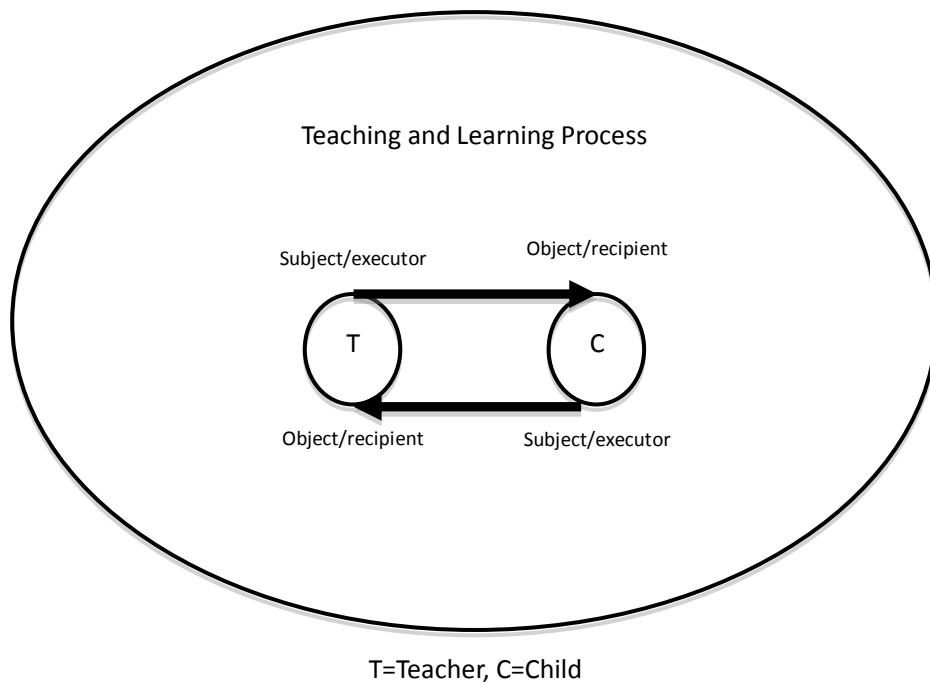 Teaching and Learning Process
Subject/executor
Object/recipient
T
C
Object/recipient
Subject/executor
T=Teacher, C=Child